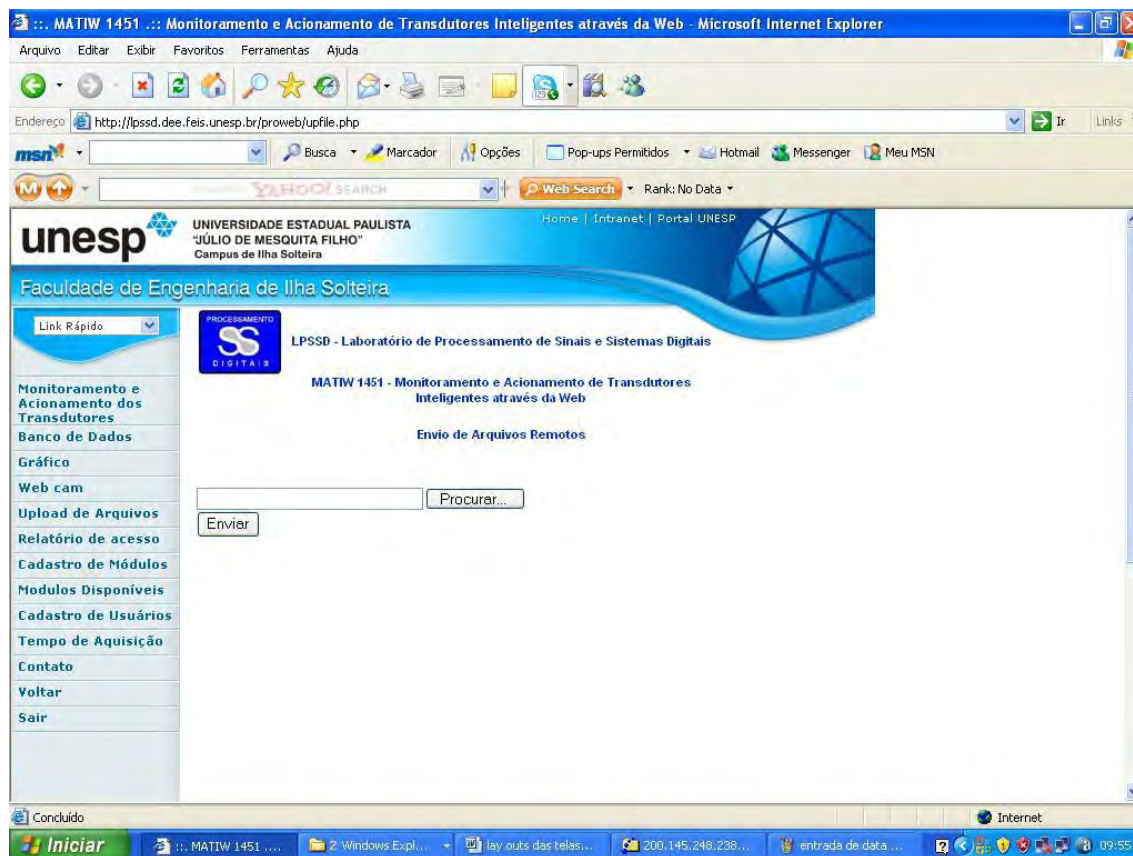 ::. MATIW 1451 .:: Monitoramento e Acionamento de Transdutores Inteligentes através da Web - Microsoft Internet Explorer
Arquivo Editar Exibir Favoritos Ferramentas Ajuda
Endereço http://lpssd.dee.feis.unesp.br/proweb/upfile.php Ir Links
msn Busca Marcador Opções Pop-ups Permitidos Hotmail Messenger Meu MSN
M YAHOO! SEARCH Web Search Rank: No Data
Home | Intranet | Portal UNESP
unesp
UNIVERSIDADE ESTADUAL PAULISTA
"JÚLIO DE MESQUITA FILHO"
Campus de Ilha Solteira
Faculdade de Engenharia de Ilha Solteira
Link Rápido
PROCESSAMENTO
SS
DIGITAIS
LPSSD - Laboratório de Processamento de Sinais e Sistemas Digitais
MATIW 1451 - Monitoramento e Acionamento de Transdutores
Inteligentes através da Web
Envio de Arquivos Remotos
Procurar...
Enviar
Monitoramento e
Acionamento dos
Transdutores
Banco de Dados
Gráfico
Web cam
Upload de Arquivos
Relatório de acesso
Cadastro de Módulos
Modulos Disponíveis
Cadastro de Usuários
Tempo de Aquisição
Contato
Voltar
Sair
Concluído Internet
Iniciar ::. MATIW 1451 .... 2 Windows Expl... lay outs das telas... 200.145.248.238... entrada de data ... 09:55